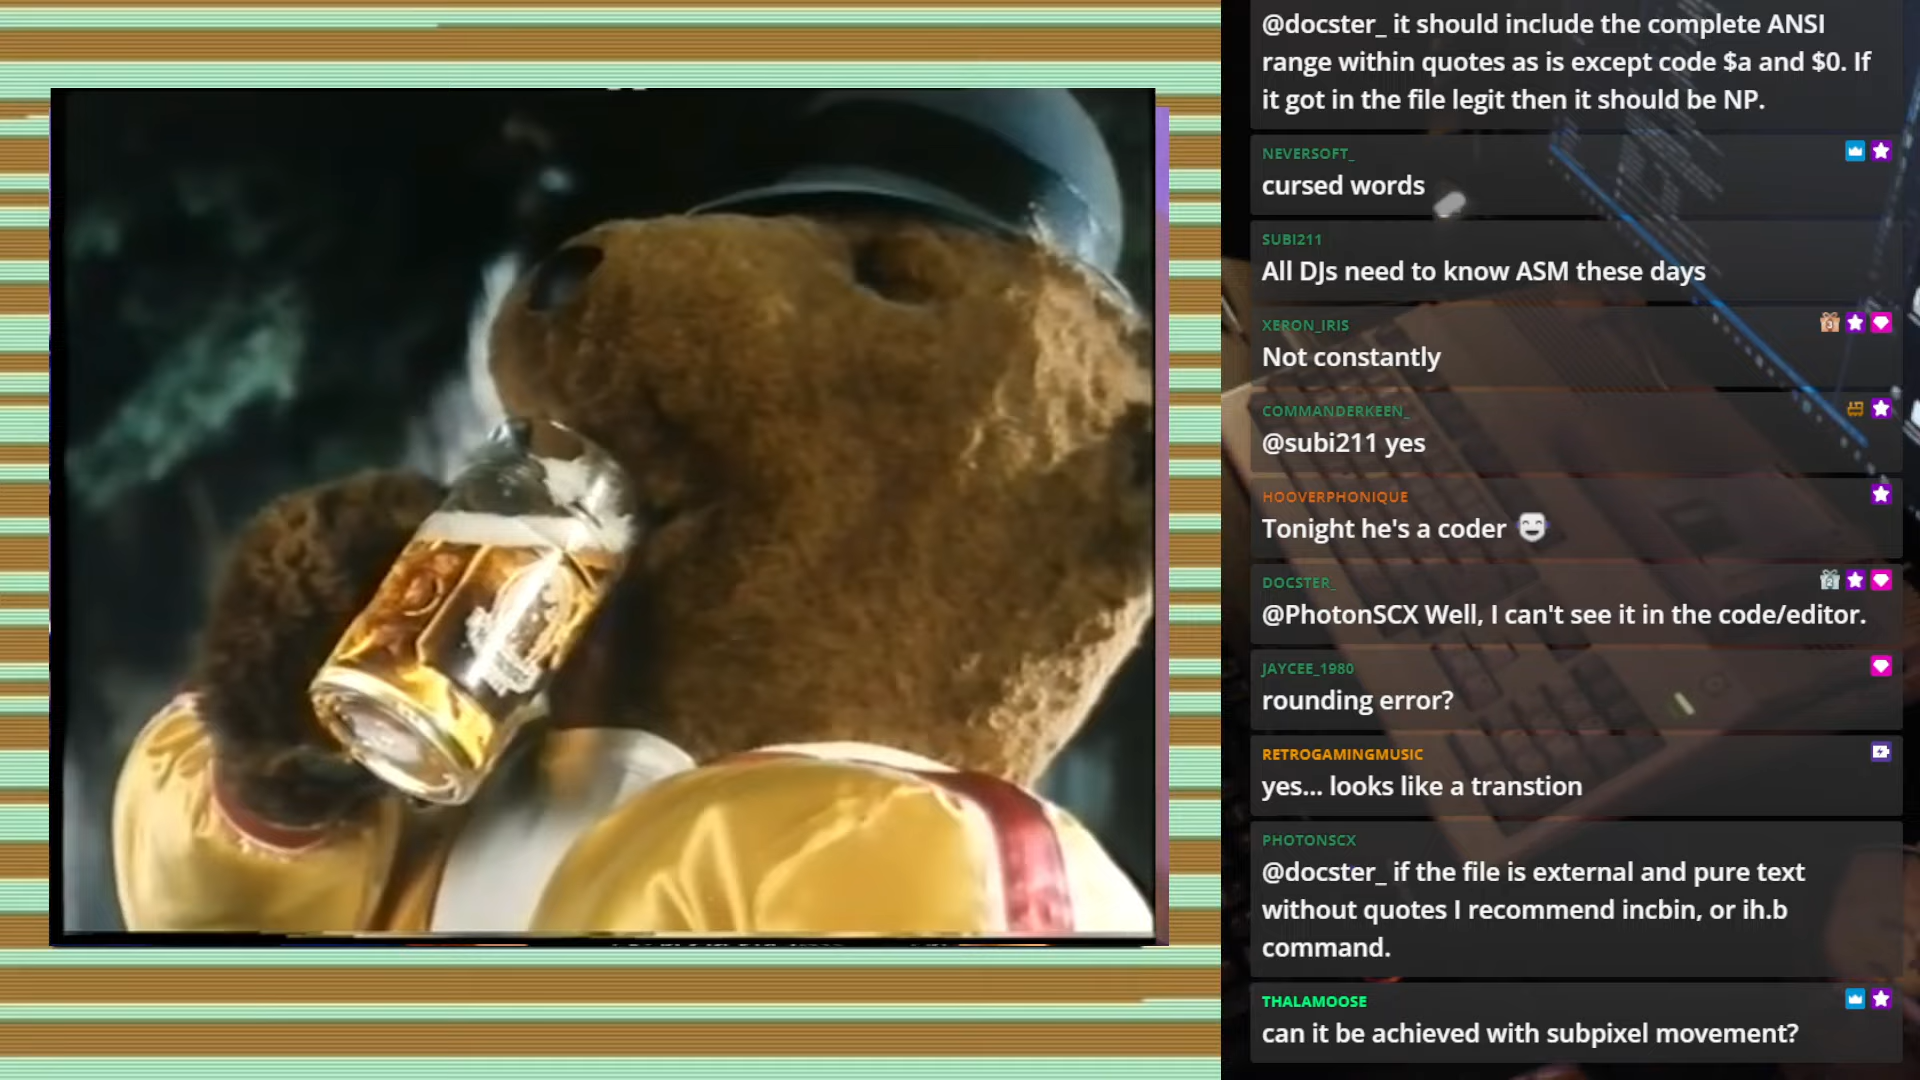 @docster_ it should include the complete ANSI
range within quotes as is except code $a and $0. If
it got in the file legit then it should be NP.
NEVERSOFT_
cursed words
SUBI211
All DJs need to know ASM these days
XERON_IRIS
Not constantly
COMMANDERKEEN_
@subi211 yes
HOOVERPHONIQUE
Tonight he's a coder
DOCSTER_
@PhotonSCX Well, I can't see it in the code/editor.
JAYCEE_1980
rounding error?
RETROGAMINGMUSIC
yes... looks like a transtion
PHOTONSCX
@docster_ if the file is external and pure text
without quotes I recommend incbin, or ih.b
command.
THALAMOOSE
can it be achieved with subpixel movement?